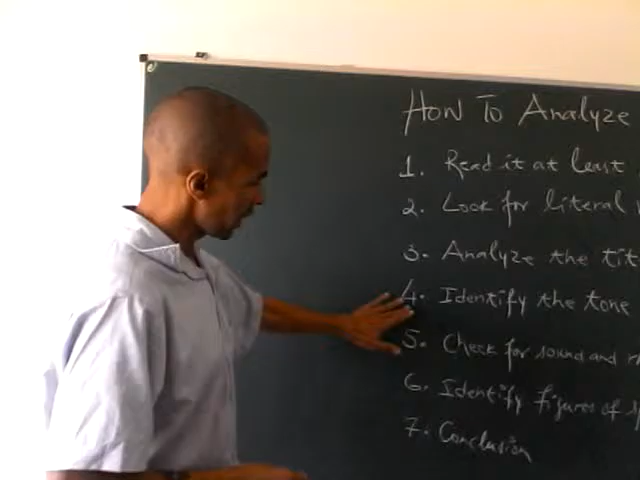 How To Analyze
1. Read it at least
2. Look for literal
3. Analyze the tit
4. Identify the tone
5. Check for sound and
6. Identify figures of
7. Conclusion